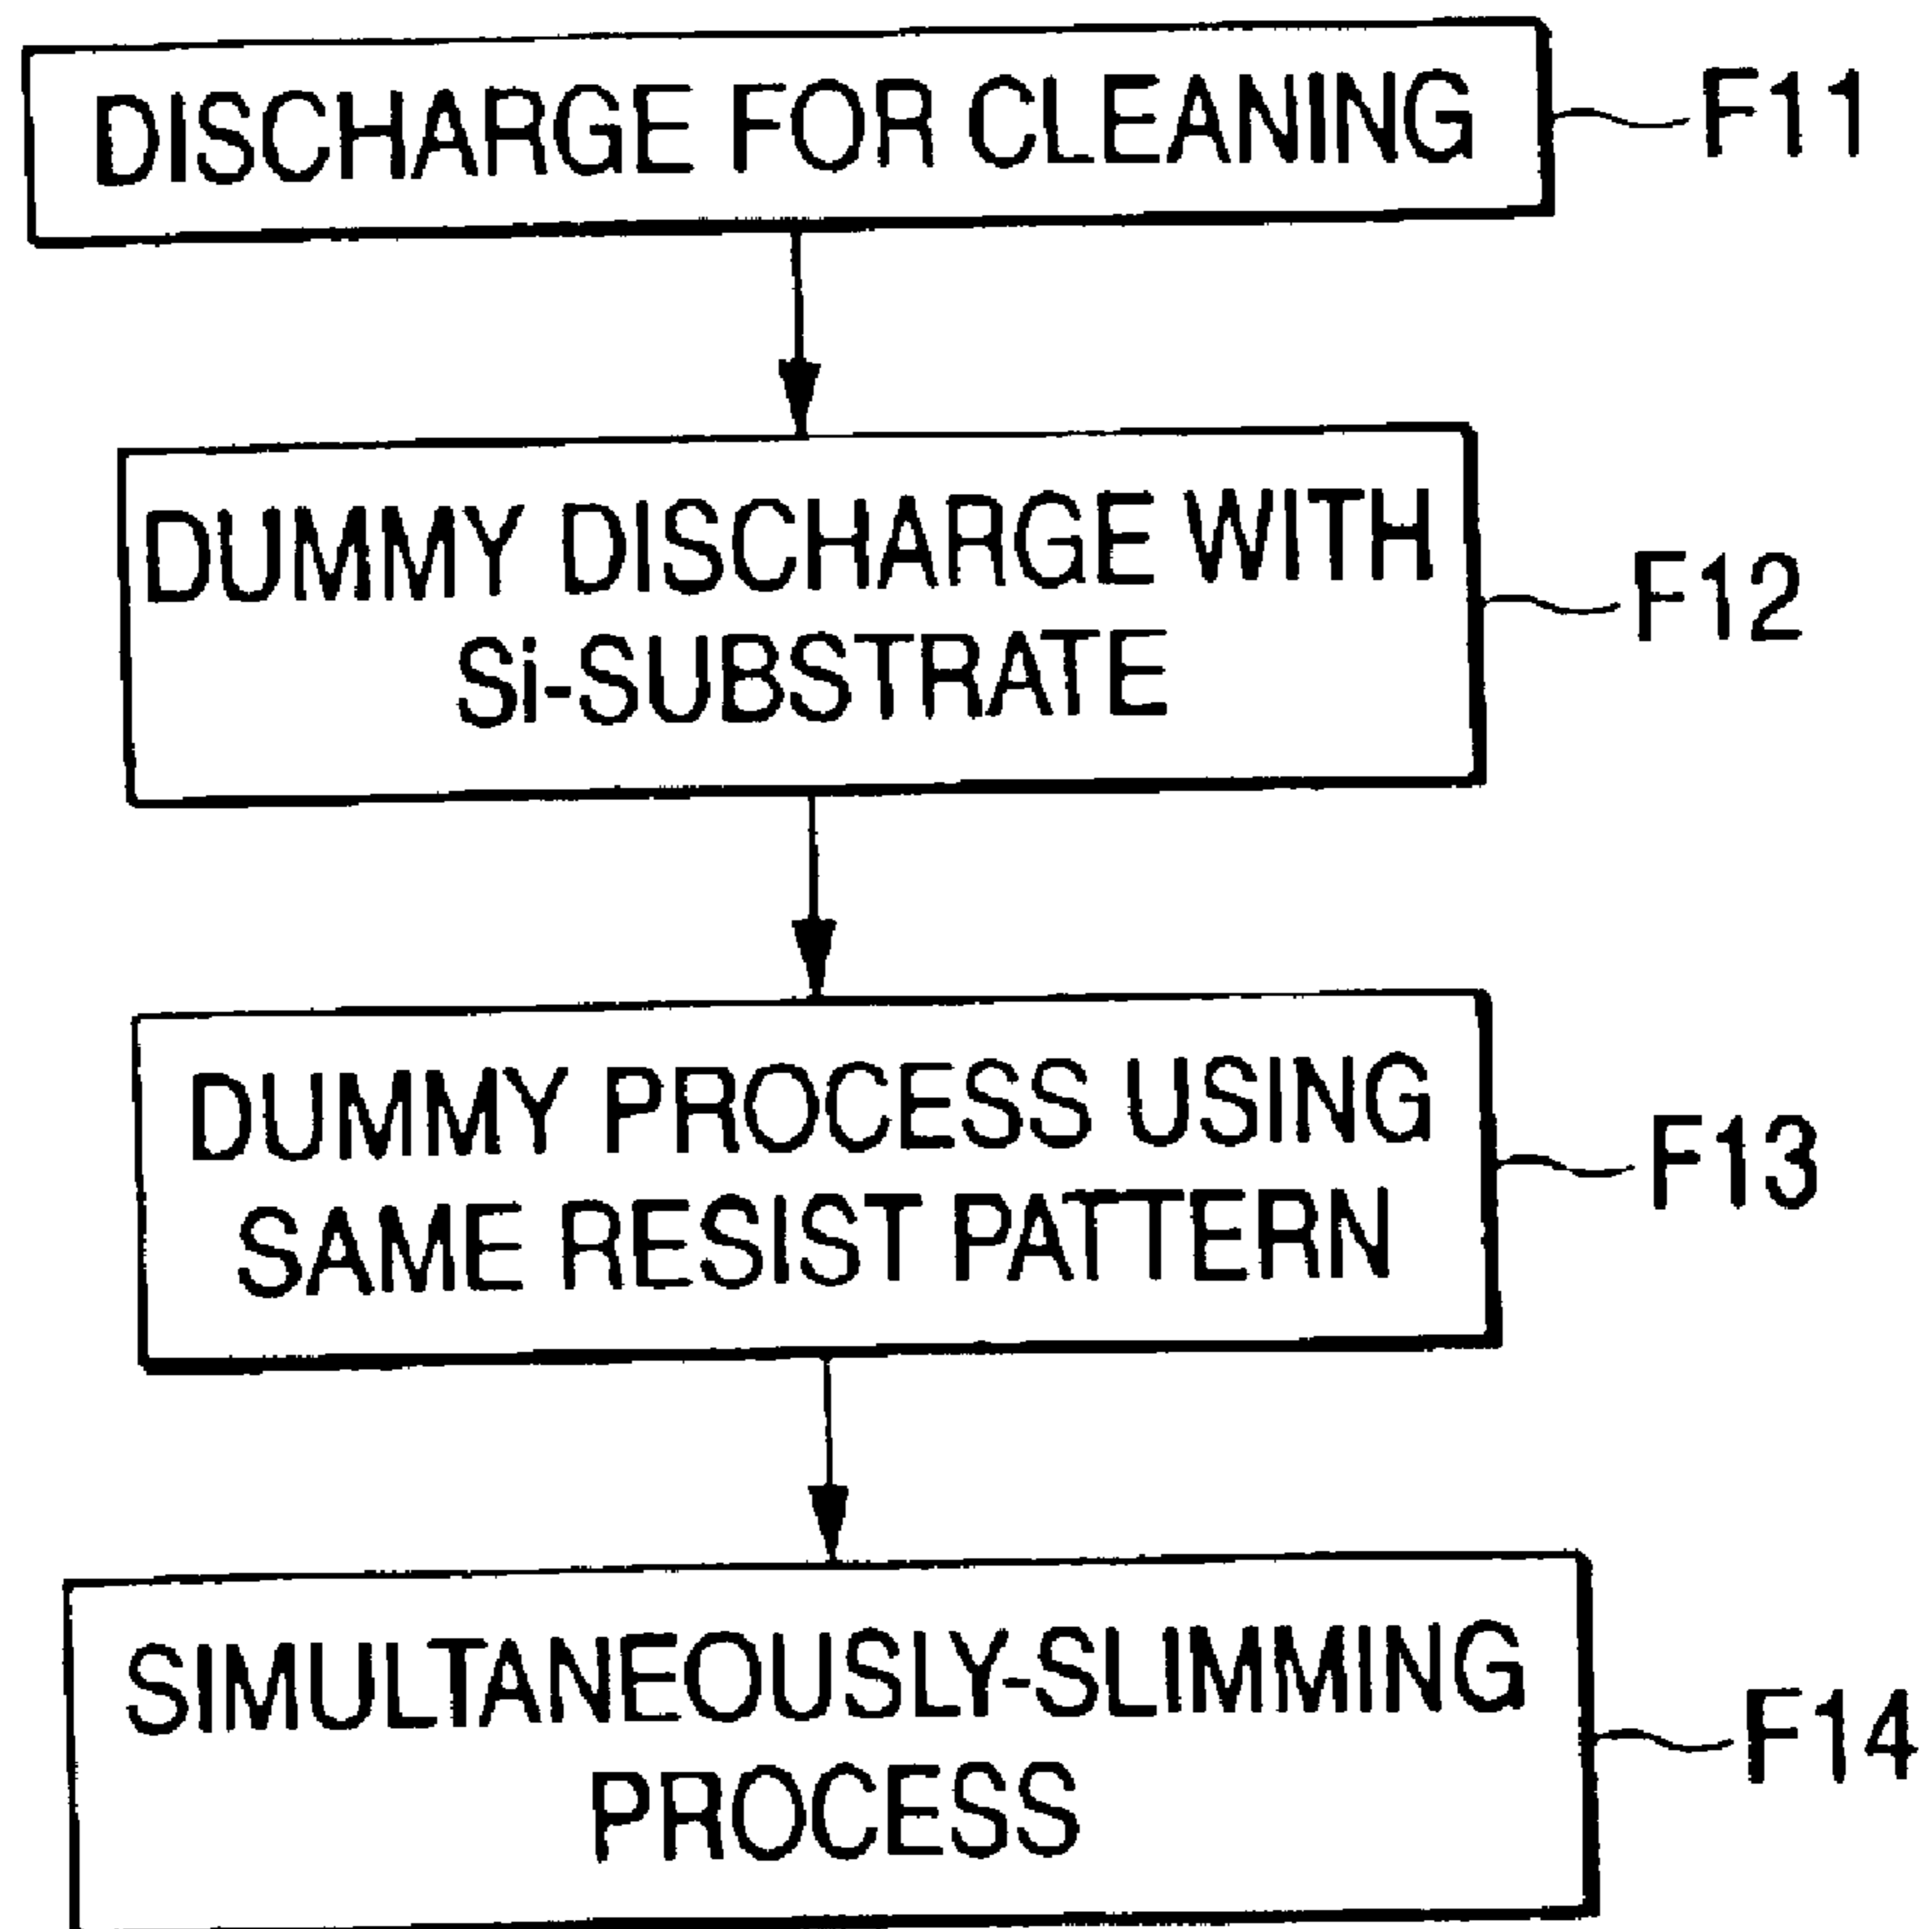 DISCHARGE FOR CLEANING
F11
DUMMY DISCHARGE WITH
Si-SUBSTRATE
F12
DUMMY PROCESS USING
SAME RESIST PATTERN
F13
SIMULTANEOUSLY-SLIMMING
PROCESS
F14